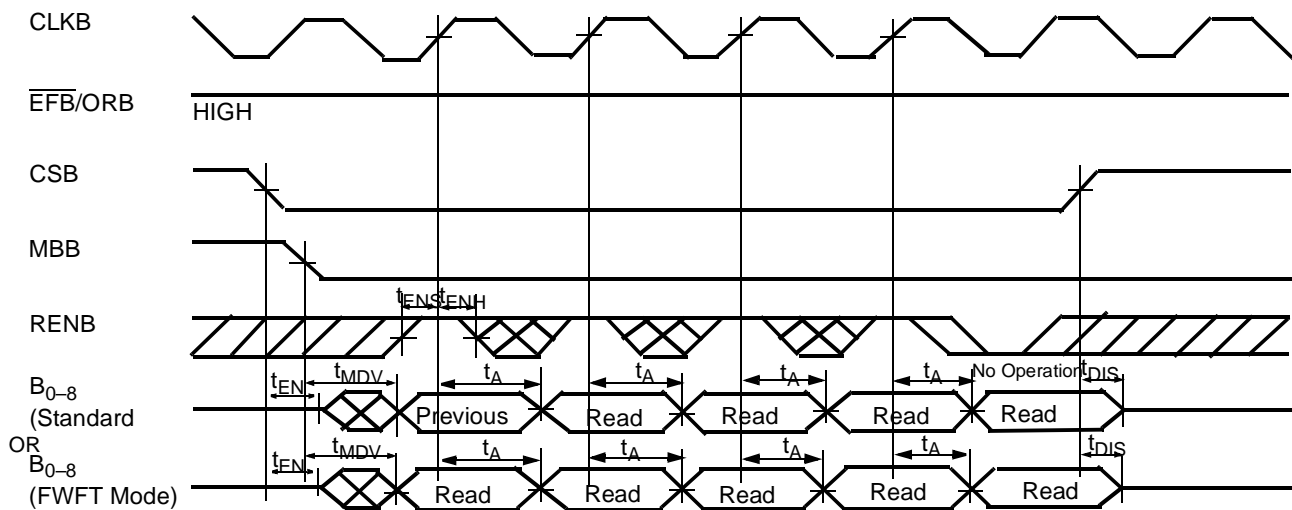 CLKB
EFB/ORB
HIGH
CSB
MBB
tENS tENH
RENB
tEN tMDV tA tA tA tA No Operation tDIS
B0–8
(Standard
Previous Read Read Read Read
OR
tEN tMDV tA tA tA tA tDIS
B0–8
(FWFT Mode)
Read Read Read Read Read